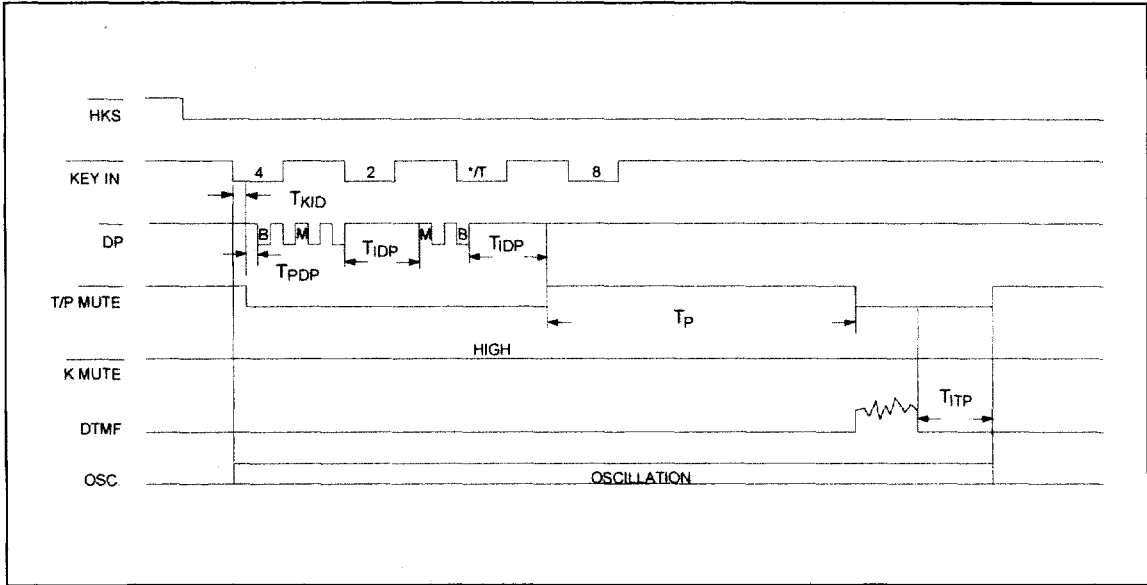 HKS
KEY IN 4 2 */T 8
TKID
DP B M M B
TIDP TIDP
TPDP
T/P MUTE
TP
HIGH
K MUTE
TITP
DTMF
OSC. OSCILLATION